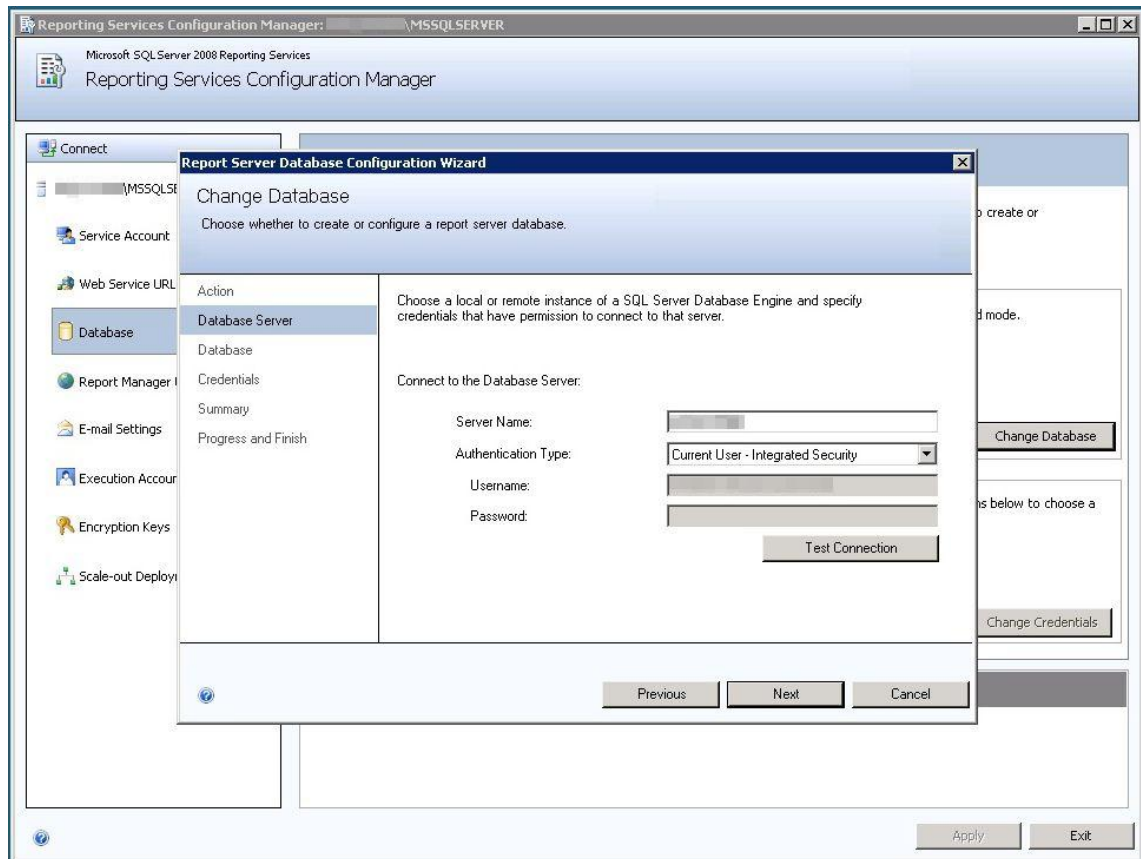 Reporting Services Configuration Manager: \MSSQLSERVER
Microsoft SQL Server 2008 Reporting Services
Reporting Services Configuration Manager
Connect
\MSSQLSE
Service Account
Web Service URL
Database
Report Manager
E-mail Settings
Execution Accour
Encryption Keys
Scale-out Deploy
Report Server Database Configuration Wizard
Change Database
Choose whether to create or configure a report server database.
Action
Database Server
Database
Credentials
Summary
Progress and Finish
Choose a local or remote instance of a SQL Server Database Engine and specify
credentials that have permission to connect to that server.
Connect to the Database Server:
Server Name:
Authentication Type: Current User - Integrated Security
Username:
Password:
Test Connection
Previous Next Cancel
create or
d mode.
Change Database
ns below to choose a
Change Credentials
Apply Exit